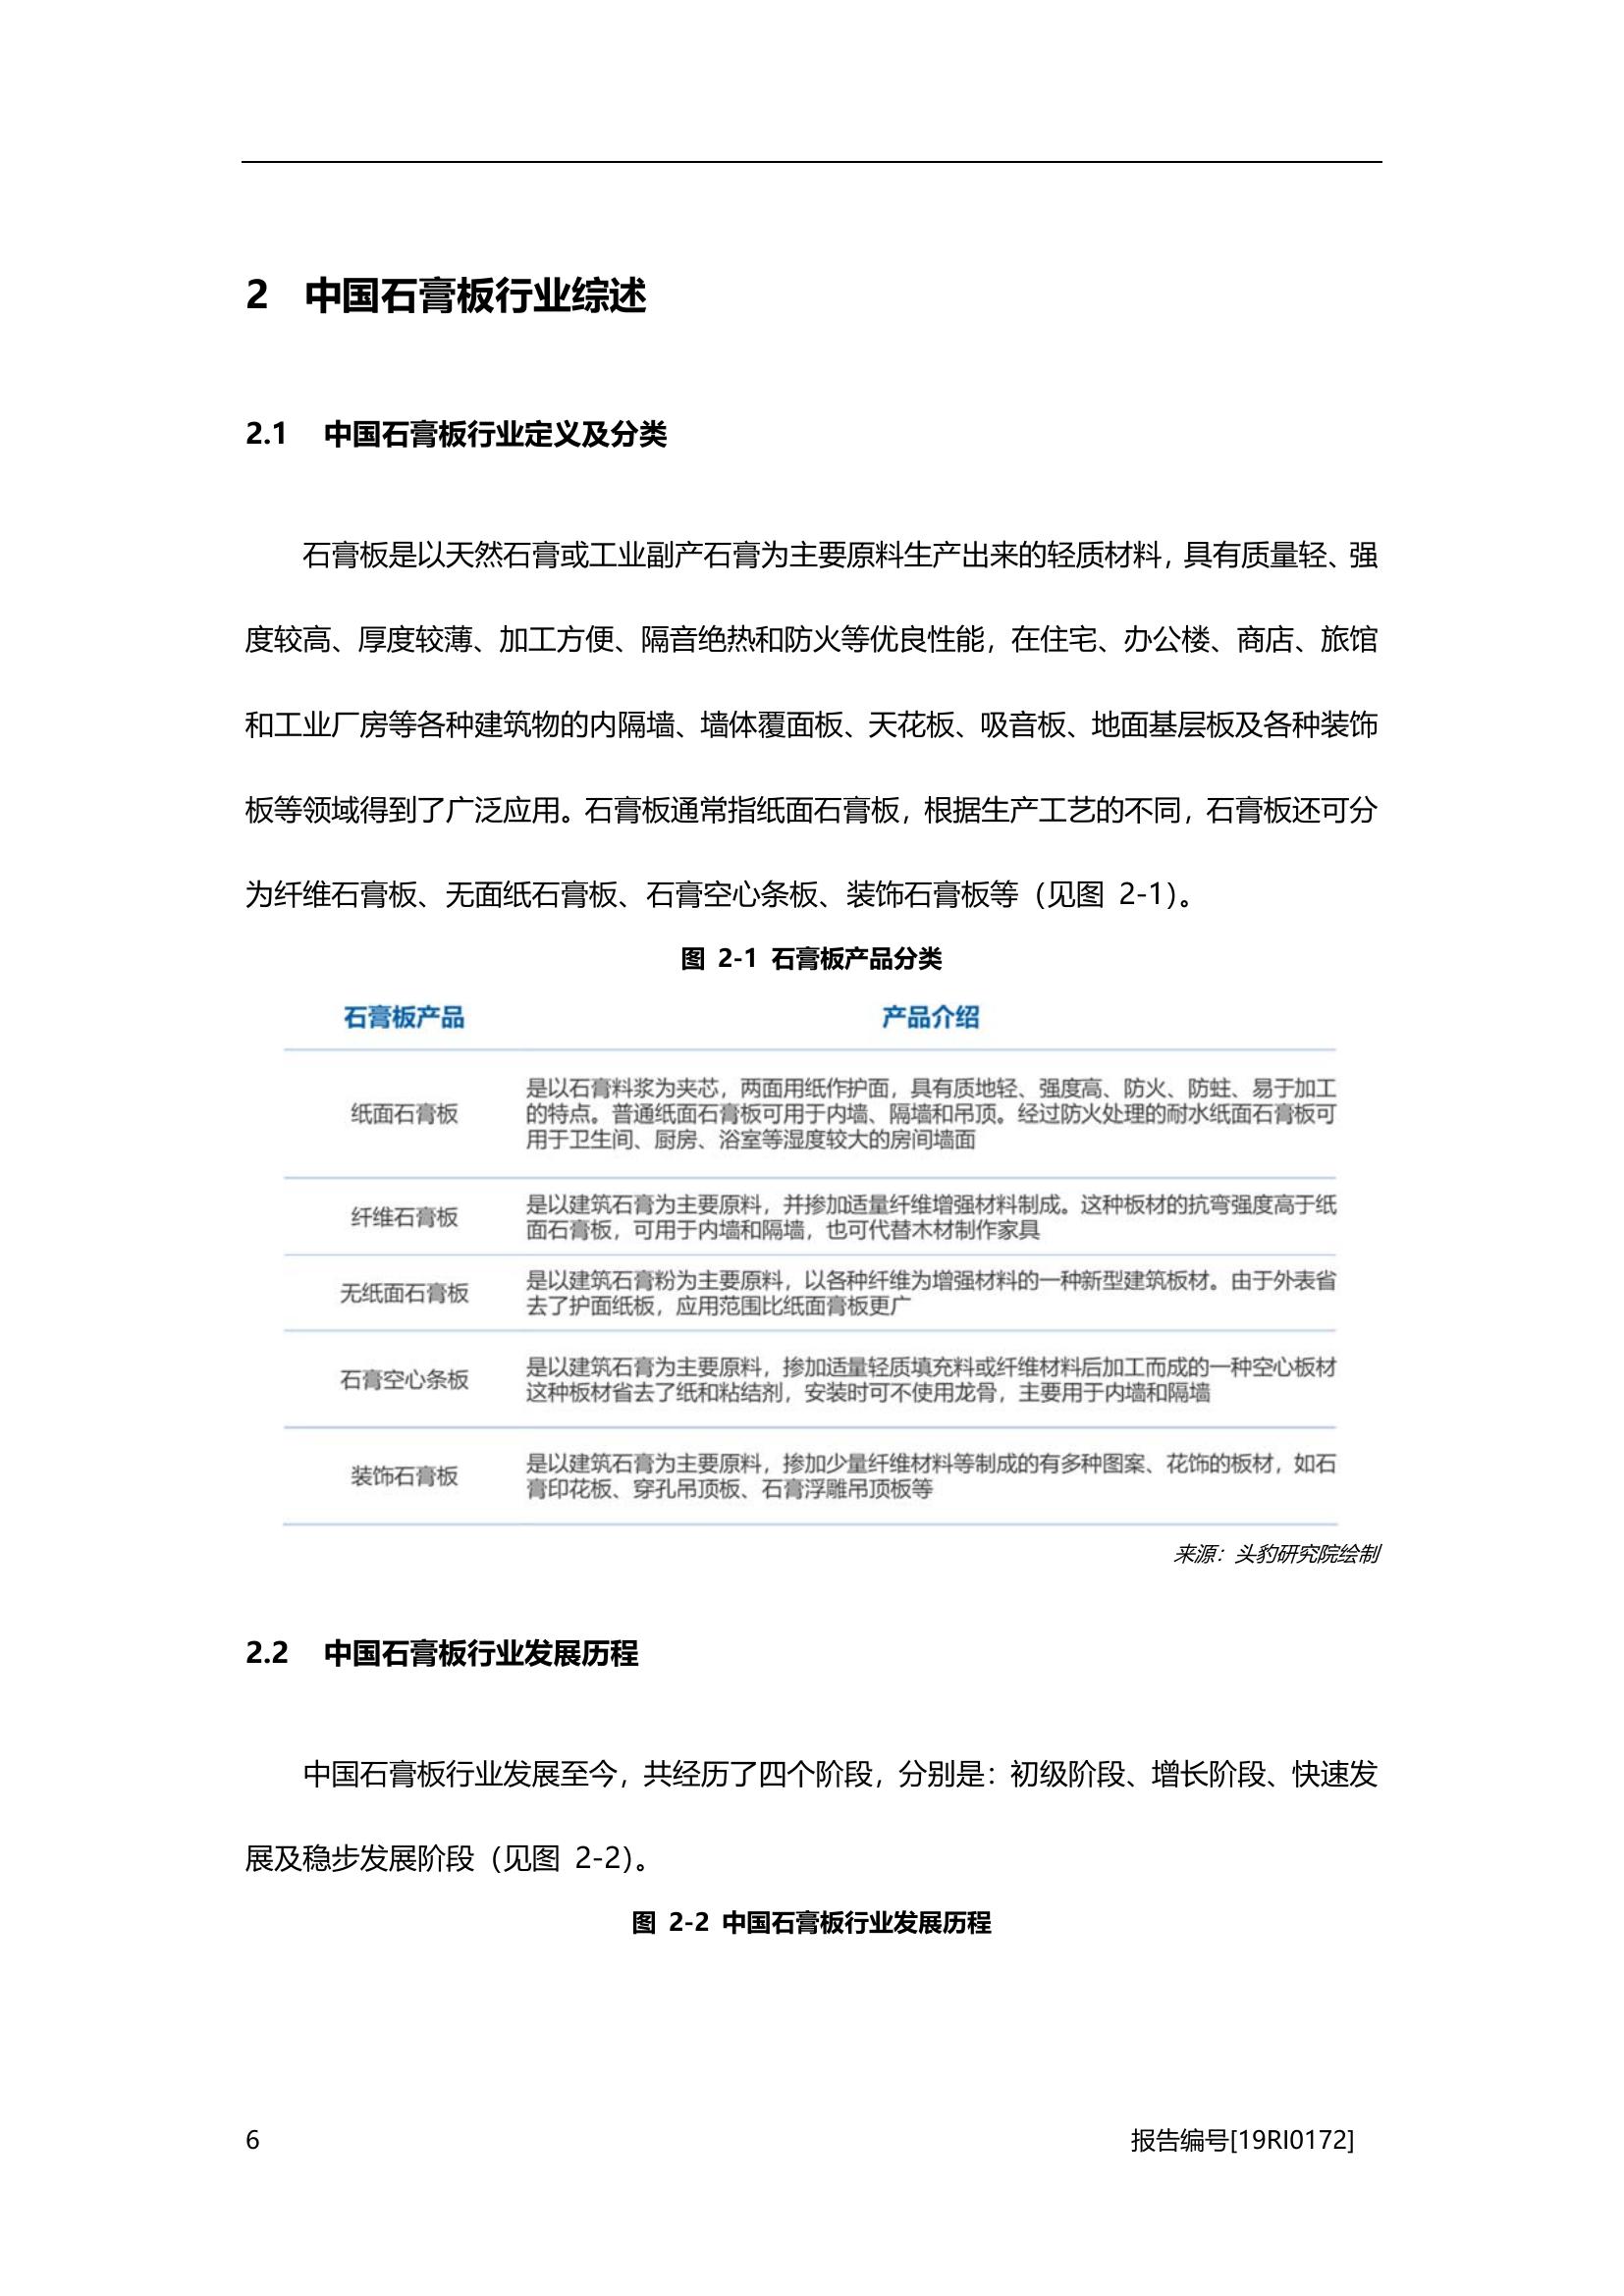 2 中国石膏板行业综述
2.1 中国石膏板行业定义及分类
石膏板是以天然石膏或工业副产石膏为主要原料生产出来的轻质材料，具有质量轻、强
度较高、厚度较薄、加工方便、隔音绝热和防火等优良性能，在住宅、办公楼、商店、旅馆
和工业厂房等各种建筑物的内隔墙、墙体覆面板、天花板、吸音板、地面基层板及各种装饰
板等领域得到了广泛应用。石膏板通常指纸面石膏板，根据生产工艺的不同，石膏板还可分
为纤维石膏板、无面纸石膏板、石膏空心条板、装饰石膏板等（见图 2-1）。
图 2-1 石膏板产品分类
石膏板产品 产品介绍
纸面石膏板
是以石膏料浆为夹芯，两面用纸作护面，具有质地轻、强度高、防火、防蛀、易于加工
的特点。普通纸面石膏板可用于内墙、隔墙和吊顶。经过防火处理的耐水纸面石膏板可
用于卫生间、厨房、浴室等湿度较大的房间墙面
纤维石膏板
是以建筑石膏为主要原料，并掺加适量纤维增强材料制成。这种板材的抗弯强度高于纸
面石膏板，可用于内墙和隔墙，也可代替木材制作家具
无纸面石膏板
是以建筑石膏粉为主要原料，以各种纤维为增强材料的一种新型建筑板材。由于外表省
去了护面纸板，应用范围比纸面膏板更广
石膏空心条板
是以建筑石膏为主要原料，掺加适量轻质填充料或纤维材料后加工而成的一种空心板材
这种板材省去了纸和粘结剂，安装时可不使用龙骨，主要用于内墙和隔墙
装饰石膏板
是以建筑石膏为主要原料，掺加少量纤维材料等制成的有多种图案、花饰的板材，如石
膏印花板、穿孔吊顶板、石膏浮雕吊顶板等
来源：头豹研究院绘制
2.2 中国石膏板行业发展历程
中国石膏板行业发展至今，共经历了四个阶段，分别是：初级阶段、增长阶段、快速发
展及稳步发展阶段（见图 2-2）。
图 2-2 中国石膏板行业发展历程
6 报告编号[19RI0172]